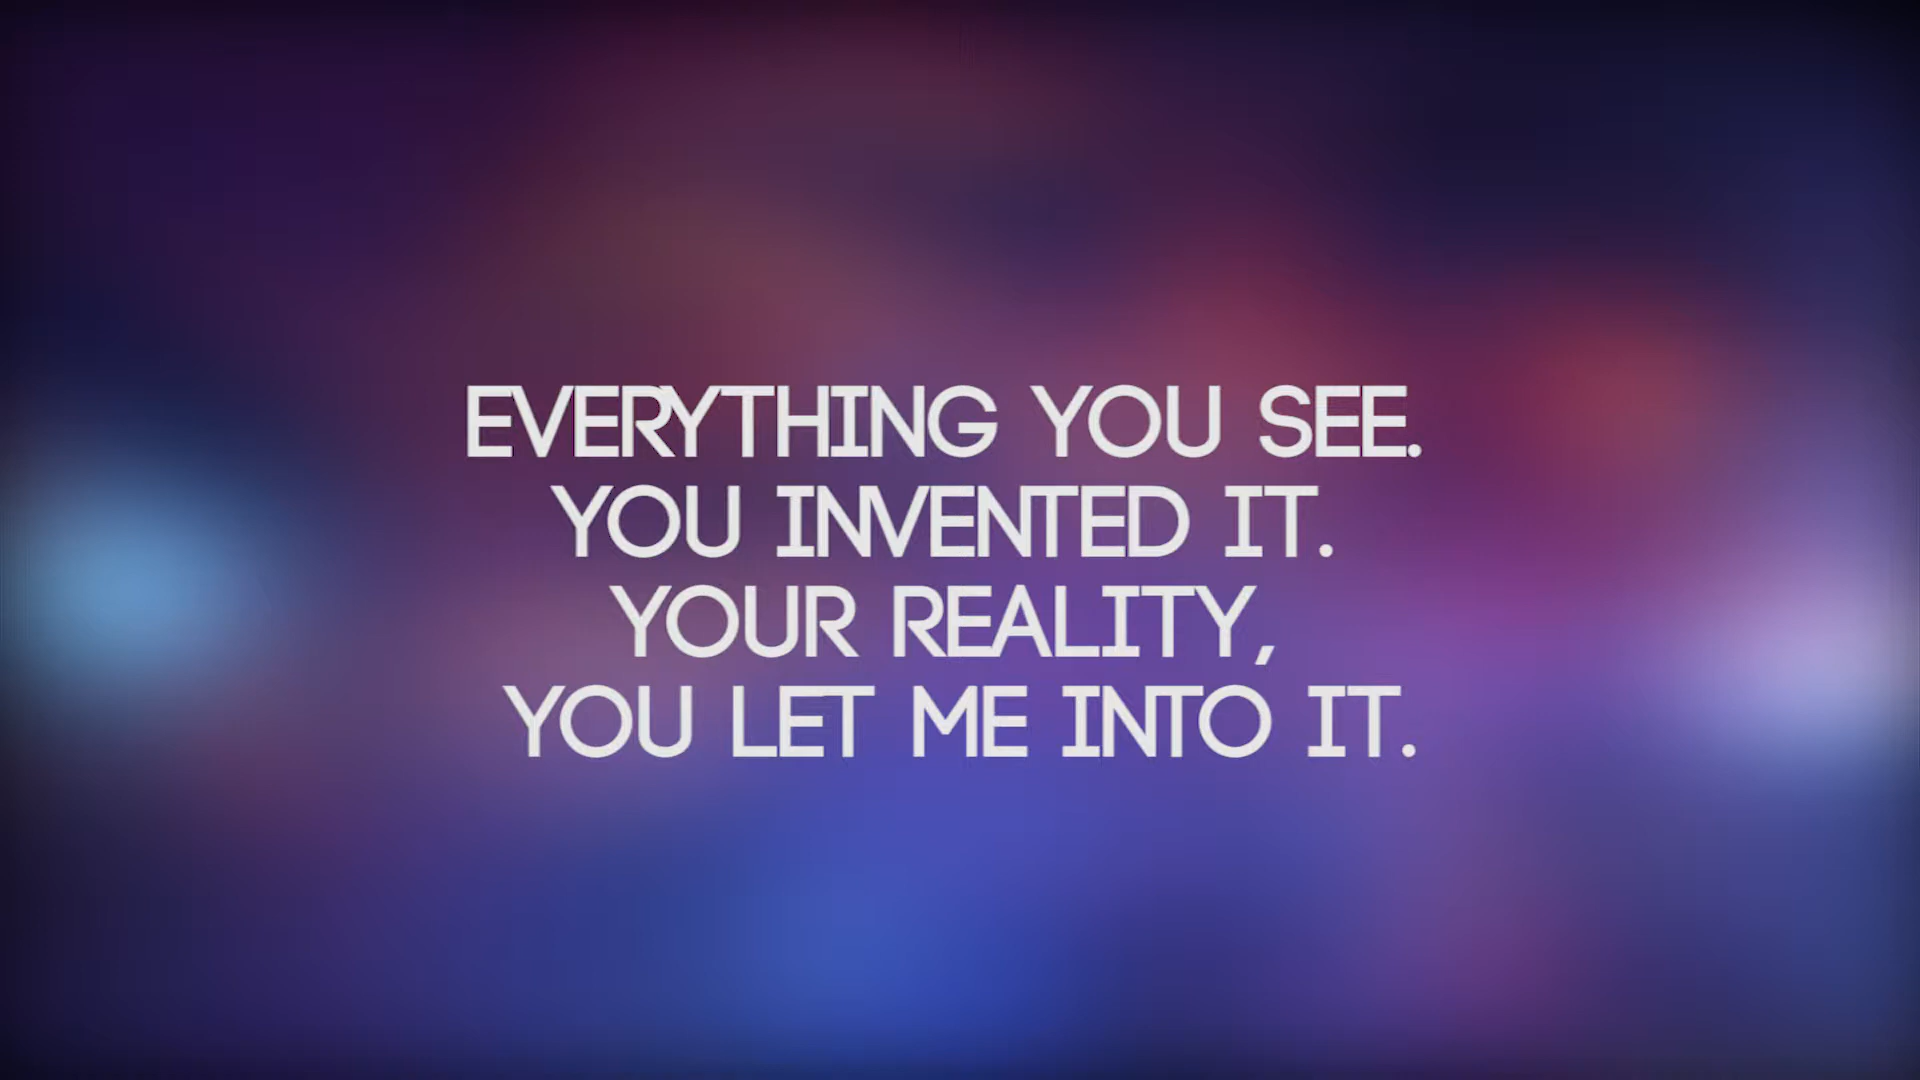 EVERYTHING YOU SEE.
YOU INVENTED IT.
YOUR REALITY,
YOU LET ME INTO IT.